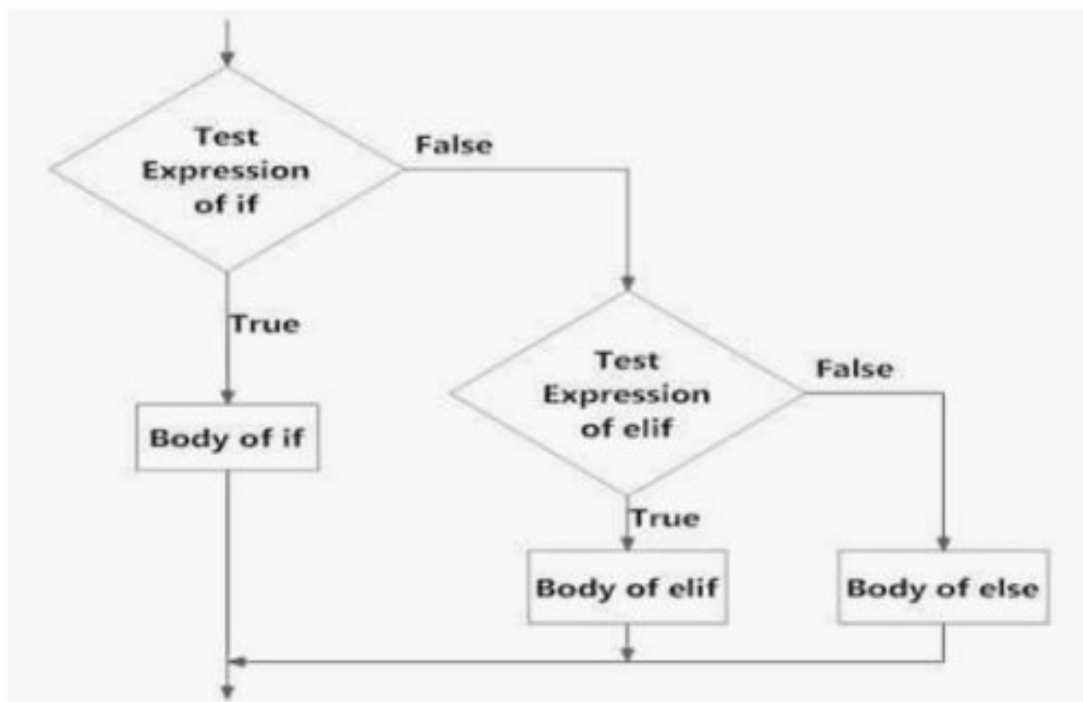 Test
Expression
of if
False
True
Body of if
Test
Expression
of elif
False
True
Body of elif
Body of else